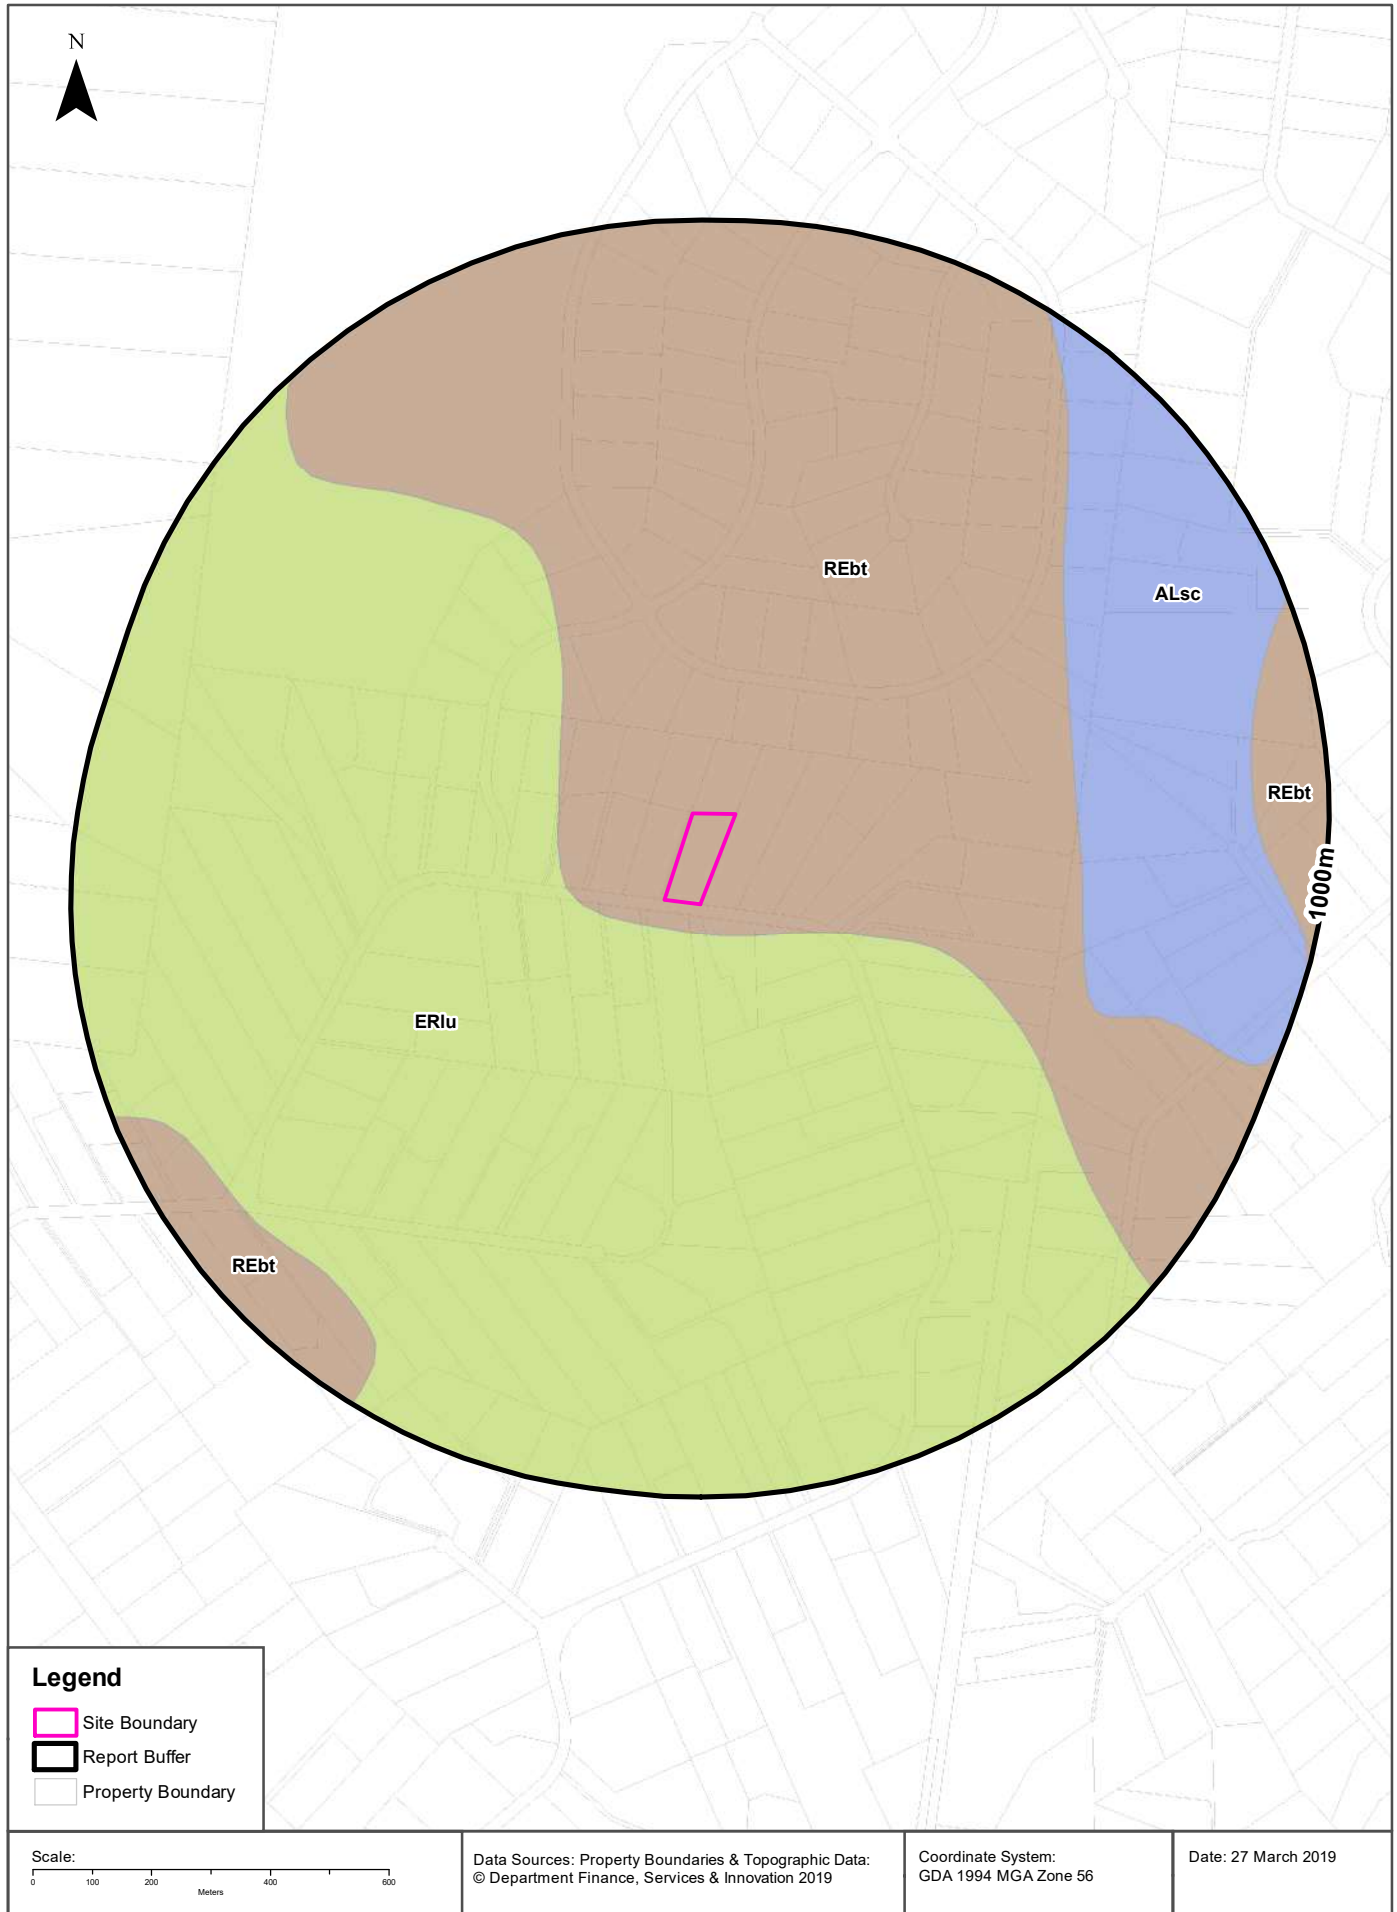 N
REbt
ALsc
REbt
1000m
ERlu
REbt
Legend
Site Boundary
Report Buffer
Property Boundary
Scale:
0 100 200 400 600
Meters
Data Sources: Property Boundaries & Topographic Data:
© Department Finance, Services & Innovation 2019
Coordinate System:
GDA 1994 MGA Zone 56
Date: 27 March 2019